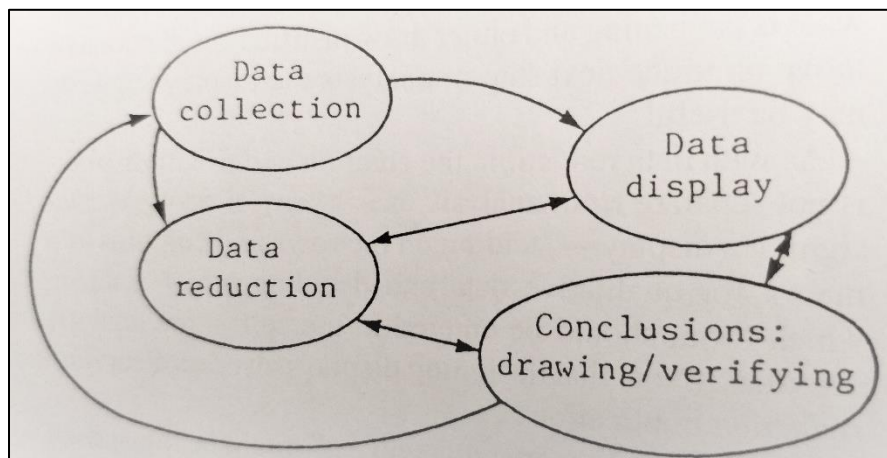 Data
collection
Data
display
Data
reduction
Conclusions:
drawing/verifying